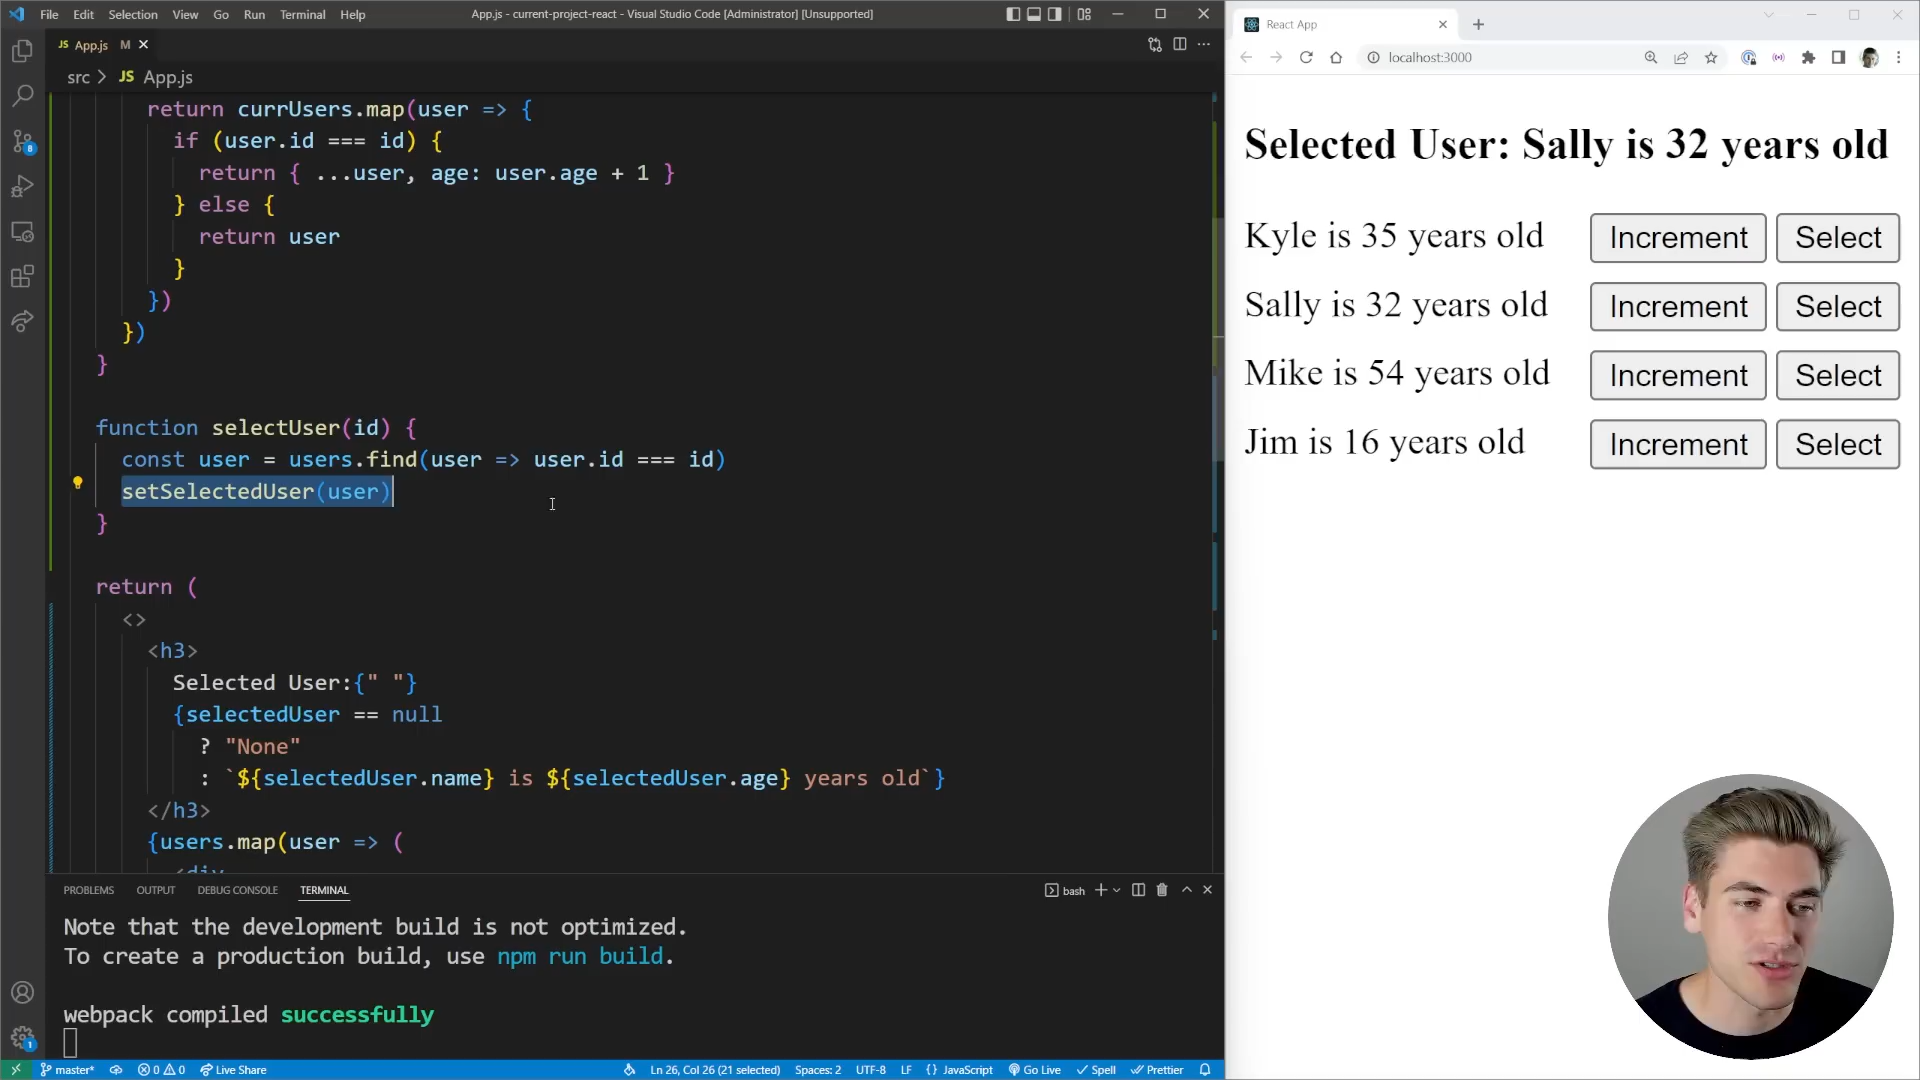 File Edit Selection View Go Run Terminal Help
App.js - current-project-react - Visual Studio Code [Administrator] [Unsupported]
JS App.js M
src > JS App.js
return currUsers.map(user => {
if (user.id === id) {
return { ...user, age: user.age + 1 }
} else {
return user
}
})
})
}
function selectUser(id) {
const user = users.find(user => user.id === id)
setSelectedUser(user)
}
return (
<>
<h3>
Selected User:{" "}
{selectedUser == null
? "None"
: `${selectedUser.name} is ${selectedUser.age} years old`}
</h3>
{users.map(user => (
<div
PROBLEMS OUTPUT DEBUG CONSOLE TERMINAL
bash
Note that the development build is not optimized.
To create a production build, use npm run build.
webpack compiled successfully
8
1
master* 0 0 Live Share
Ln 26, Col 26 (21 selected) Spaces: 2 UTF-8 LF {} JavaScript Go Live Spell Prettier
React App
localhost:3000
Selected User: Sally is 32 years old
Kyle is 35 years old Increment Select
Sally is 32 years old Increment Select
Mike is 54 years old Increment Select
Jim is 16 years old Increment Select